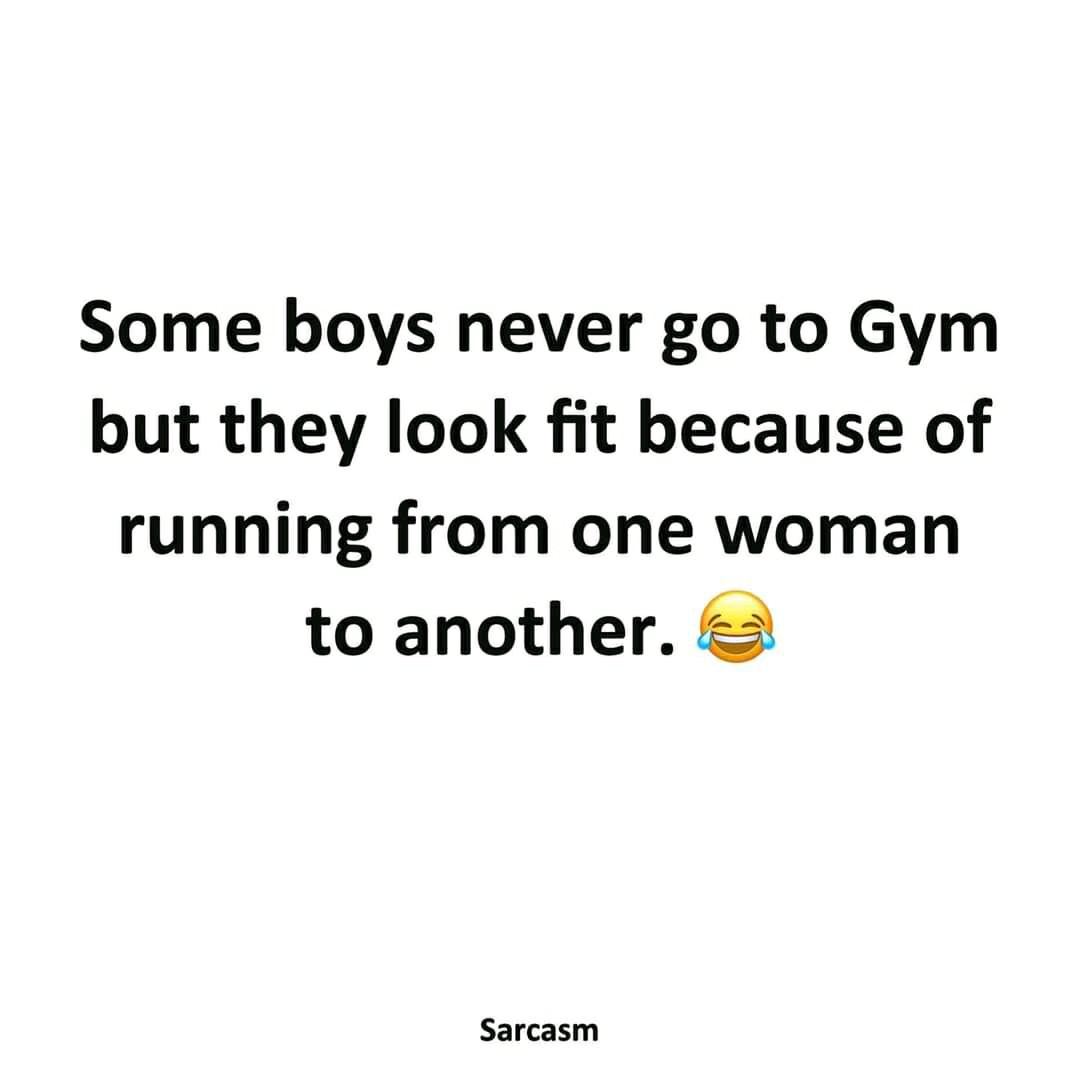 Some boys never go to Gym
but they look fit because of
running from one woman
to another. 😂
Sarcasm